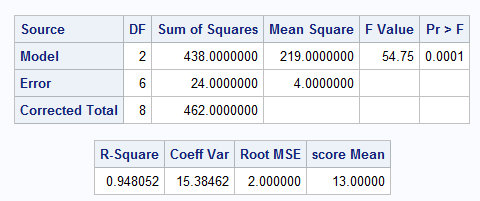 Source DF Sum of Squares Mean Square F Value Pr > F
Model 2 438.0000000 219.0000000 54.75 0.0001
Error 6 24.0000000 4.0000000
Corrected Total 8 462.0000000
R-Square Coeff Var Root MSE score Mean
0.948052 15.38462 2.000000 13.00000